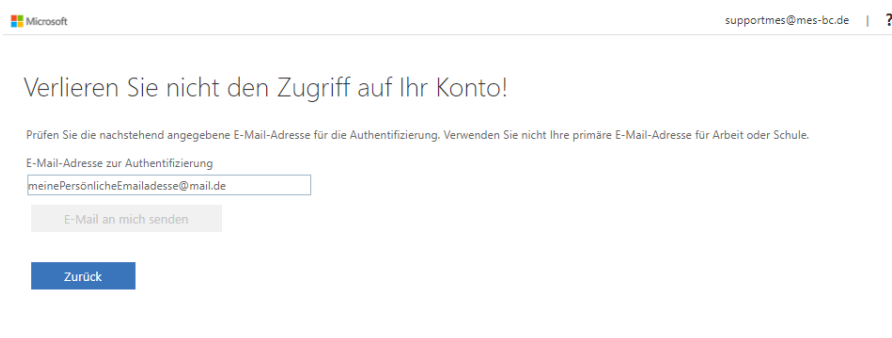 Microsoft
supportmes@mes-bc.de | ?
Verlieren Sie nicht den Zugriff auf Ihr Konto!
Prüfen Sie die nachstehend angegebene E-Mail-Adresse für die Authentifizierung. Verwenden Sie nicht Ihre primäre E-Mail-Adresse für Arbeit oder Schule.
E-Mail-Adresse zur Authentifizierung
meinePersönlicheEmailadesse@mail.de
E-Mail an mich senden
Zurück